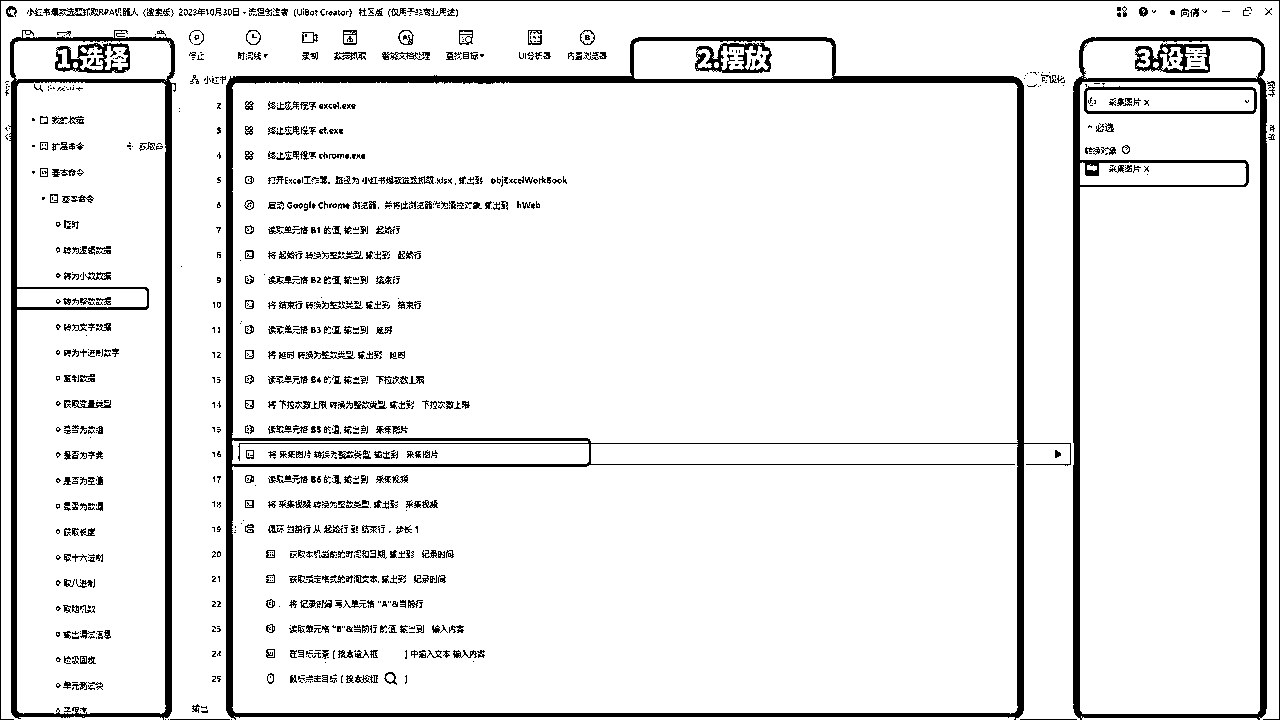 小红书爆款选题抓取RPA机器人（搜索版）2023年10月30日 - 流程创造者（UiBot Creator） 社区版（仅用于非商业用途）
停止 时间线 录制 数据抓取 智能文档处理 查找目标 UI分析器 内置浏览器
1.选择
2.摆放
3.设置
小红书
可视化
我的收藏
扩展命令
基本命令
基本命令
延时
转为逻辑数据
转为小数数据
转为整数数据
转为文字数据
转为十进制数字
复制数据
获取变量类型
是否为数值
是否为字典
是否为空值
是否为数组
获取长度
取十六进制
取八进制
取随机数
输出调试信息
垃圾回收
单元测试块
子程序
2 终止应用程序 excel.exe
3 终止应用程序 et.exe
4 终止应用程序 chrome.exe
5 打开Excel工作簿，路径为 小红书爆款选题抓取.xlsx，输出到 objExcelWorkBook
6 启动 Google Chrome 浏览器，并将此浏览器作为操控对象，输出到 hWeb
7 读取单元格 B1 的值, 输出到 起始行
8 将 起始行 转换为整数类型, 输出到 起始行
9 读取单元格 B2 的值, 输出到 结束行
10 将 结束行 转换为整数类型, 输出到 结束行
11 读取单元格 B3 的值, 输出到 延时
12 将 延时 转换为整数类型, 输出到 延时
13 读取单元格 B4 的值, 输出到 下拉次数上限
14 将 下拉次数上限 转换为整数类型, 输出到 下拉次数上限
15 读取单元格 B5 的值, 输出到 采集图片
16 将 采集图片 转换为整数类型, 输出到 采集图片
17 读取单元格 B6 的值, 输出到 采集视频
18 将 采集视频 转换为整数类型, 输出到 采集视频
19 循环 当前行 从 起始行 到 结束行，步长 1
20 获取本机当前的时间和日期, 输出到 记录时间
21 获取指定格式的时间文本, 输出到 记录时间
22 将 记录时间 写入单元格 "A"&当前行
23 读取单元格 "B"&当前行 的值, 输出到 输入内容
24 在目标元素 [ 搜索输入框 ] 中输入文本 输入内容
25 鼠标点击目标 [ 搜索按钮 ]
输出
采集图片
必选
转换对象
采集图片